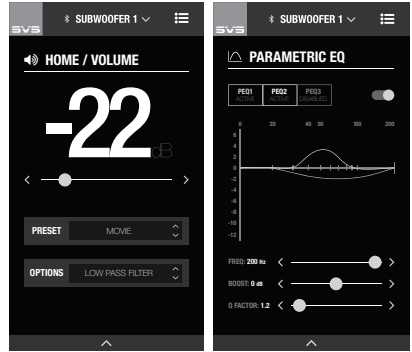 SVS
SUBWOOFER 1
HOME / VOLUME
-22
dB
PRESET MOVIE
OPTIONS LOW PASS FILTER
SVS
SUBWOOFER 1
PARAMETRIC EQ
PEQ1 PEQ2 PEQ3
ACTIVE ACTIVE DISABLED
0 20 40 50 100 200
6
4
2
0
-2
-4
-6
-8
-10
-12
FREQ: 200 Hz
BOOST: 0 dB
Q FACTOR: 1.2